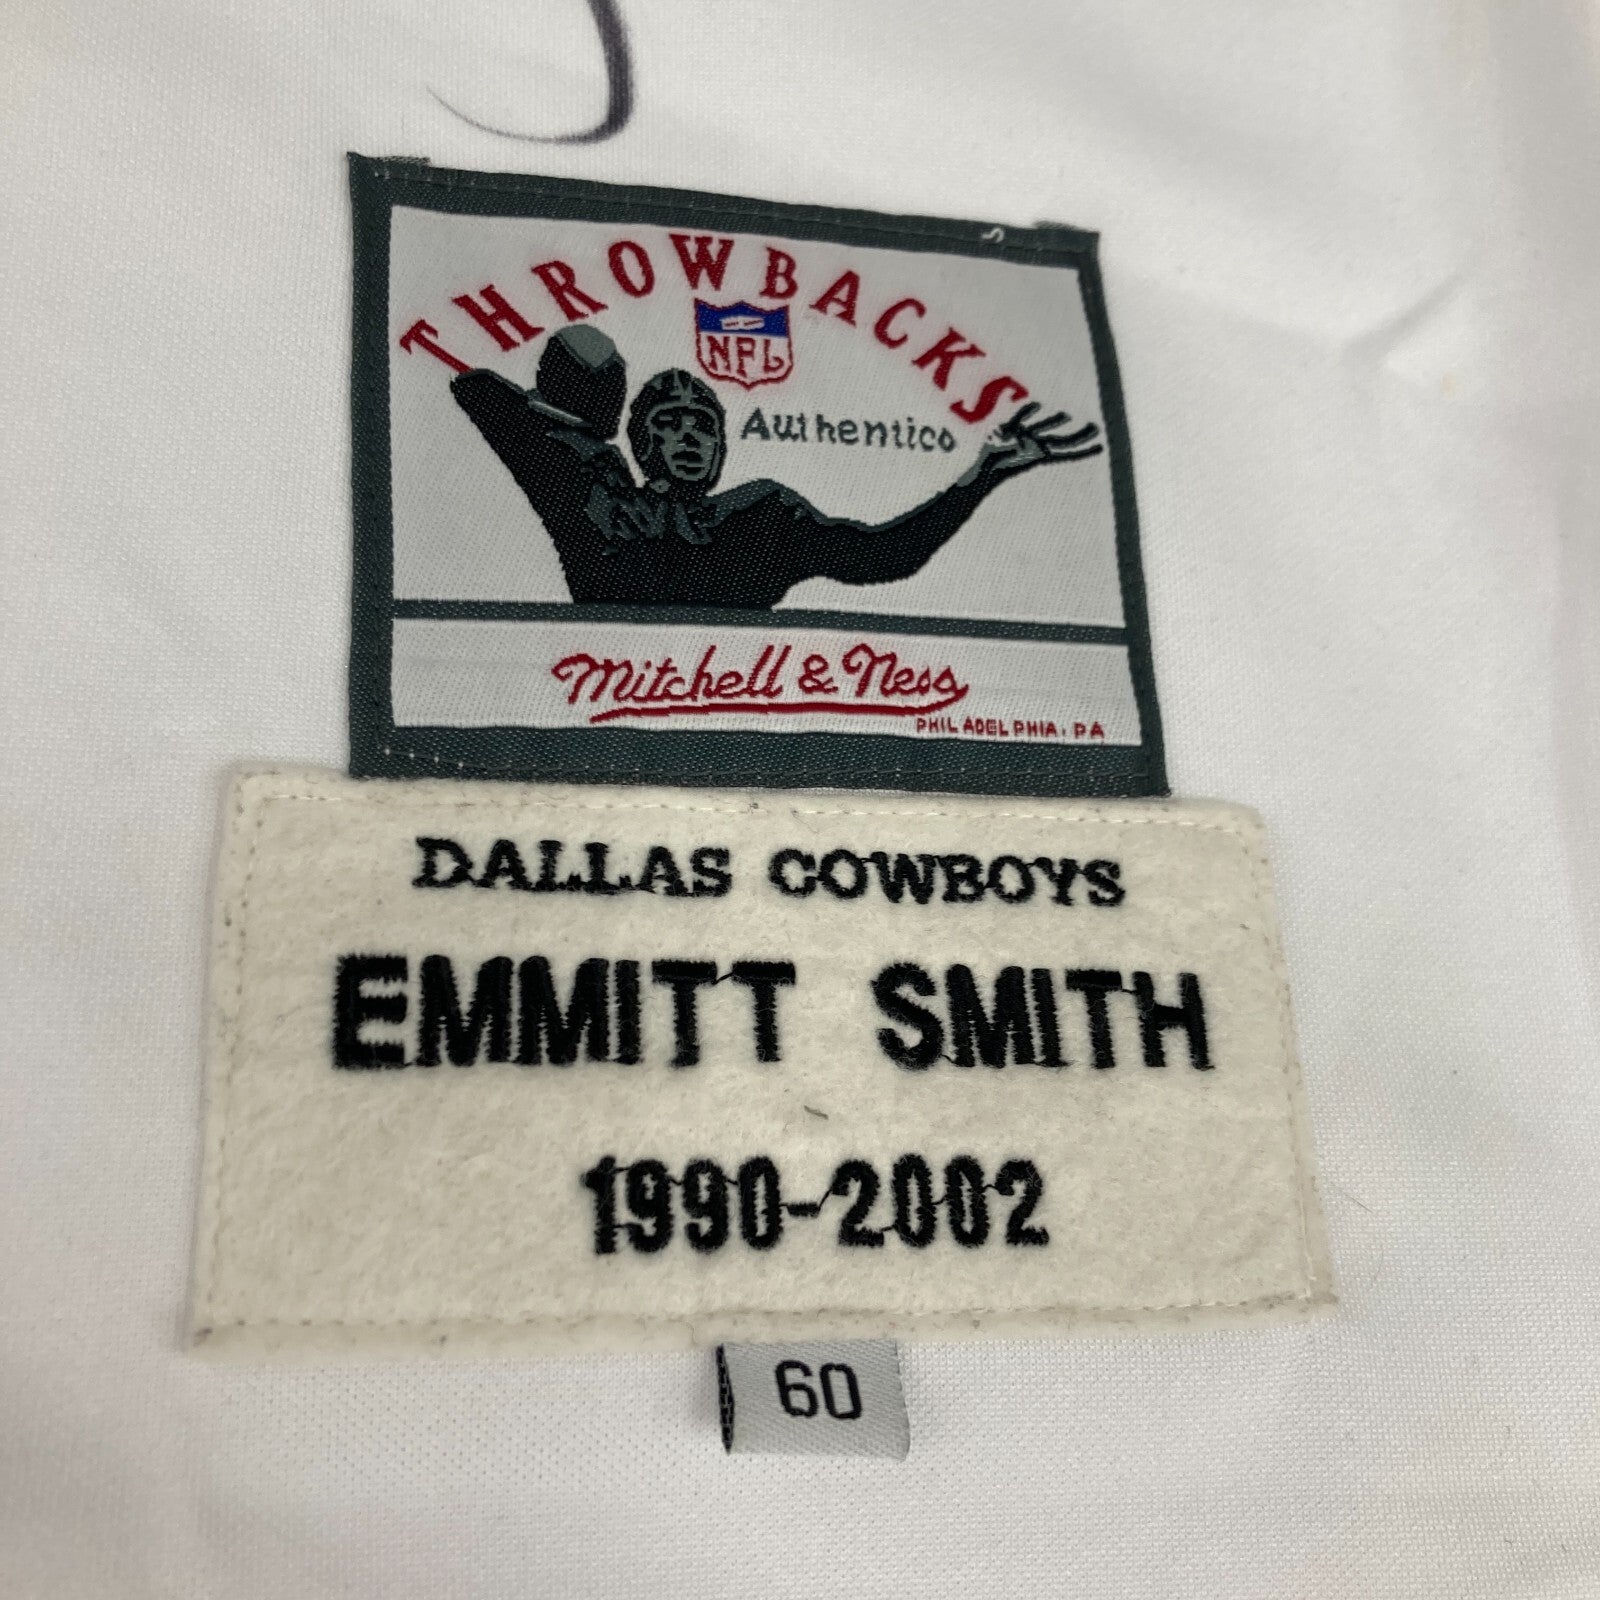 THROWBACKS
NFL
Authentico
Mitchell & Ness
PHILADELPHIA, PA
DALLAS COWBOYS
EMMITT SMITH
1990-2002
60